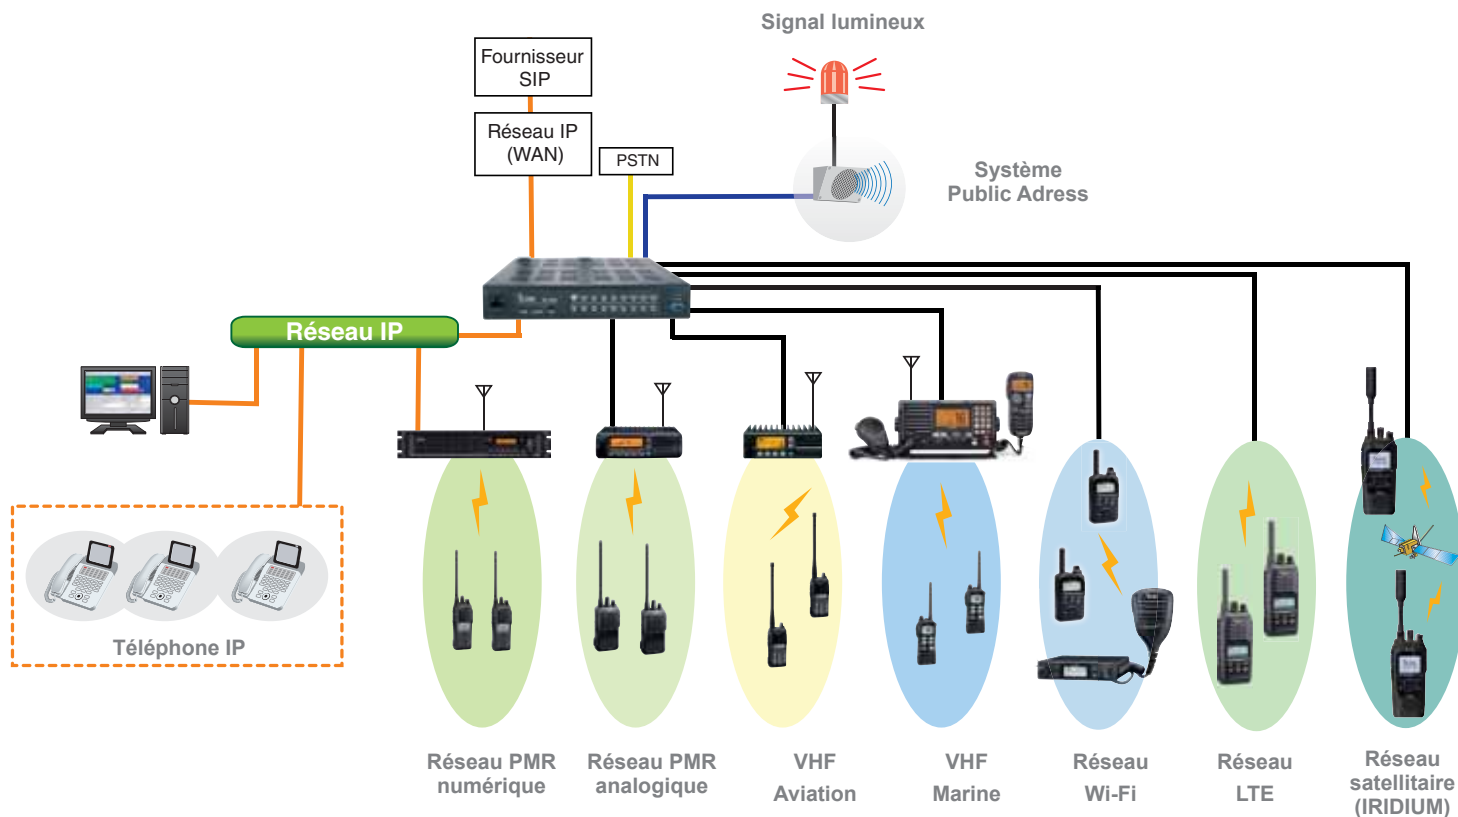 Signal lumineux
Fournisseur
SIP
Réseau IP
(WAN)
PSTN
Système
Public Adress
Réseau IP
Téléphone IP
Réseau PMR
numérique
Réseau PMR
analogique
VHF
Aviation
VHF
Marine
Réseau
Wi-Fi
Réseau
LTE
Réseau
satellitaire
(IRIDIUM)